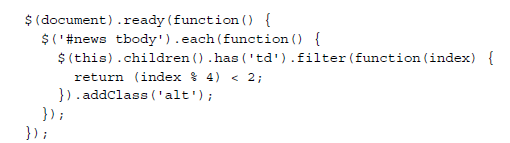 $(document).ready(function() {
  $('#news tbody').each(function() {
    $(this).children().has('td').filter(function(index) {
      return (index % 4) < 2;
    }).addClass('alt');
  });
});